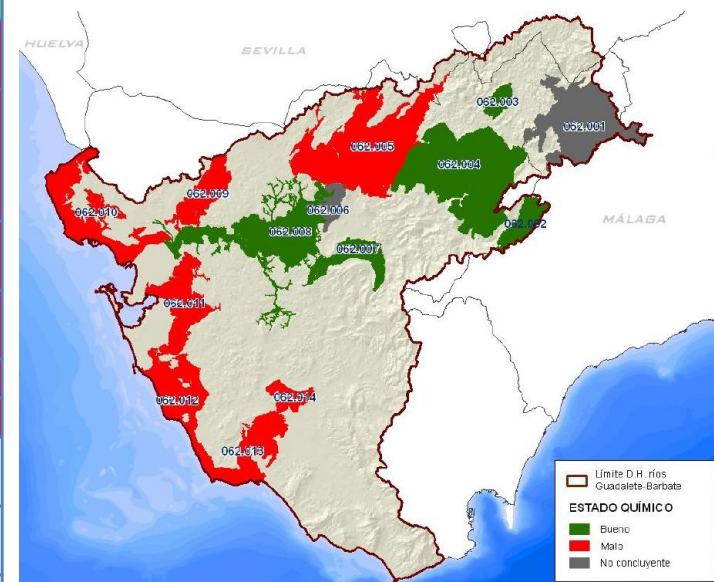 HUELVA
SEVILLA
062.003
062.001
062.005
062.004
062.009
062.006
062.010
062.002
MÁLAGA
062.008
062.007
062.011
062.014
062.012
062.013
Límite D.H. ríos
Guadalete-Barbate
ESTADO QUÍMICO
Bueno
Malo
No concluyente